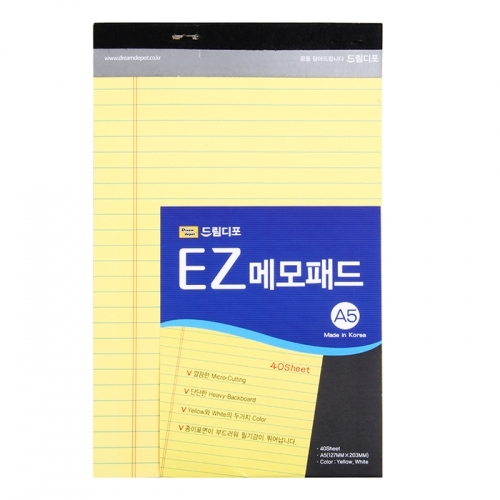 www.dreamdepot.co.kr
꿈을 담아드립니다 드림디포
Dream depot 드림디포
EZ 메모패드
A5
Made in Korea
40Sheet
✓ 깔끔한 Micro-Cutting
✓ 단단한 Heavy-Backboard
✓ Yellow와 White의 두가지 Color
✓ 종이표면이 부드러워 필기감이 뛰어납니다.
- 40Sheet
- A5(127MM×203MM)
- Color : Yellow, White